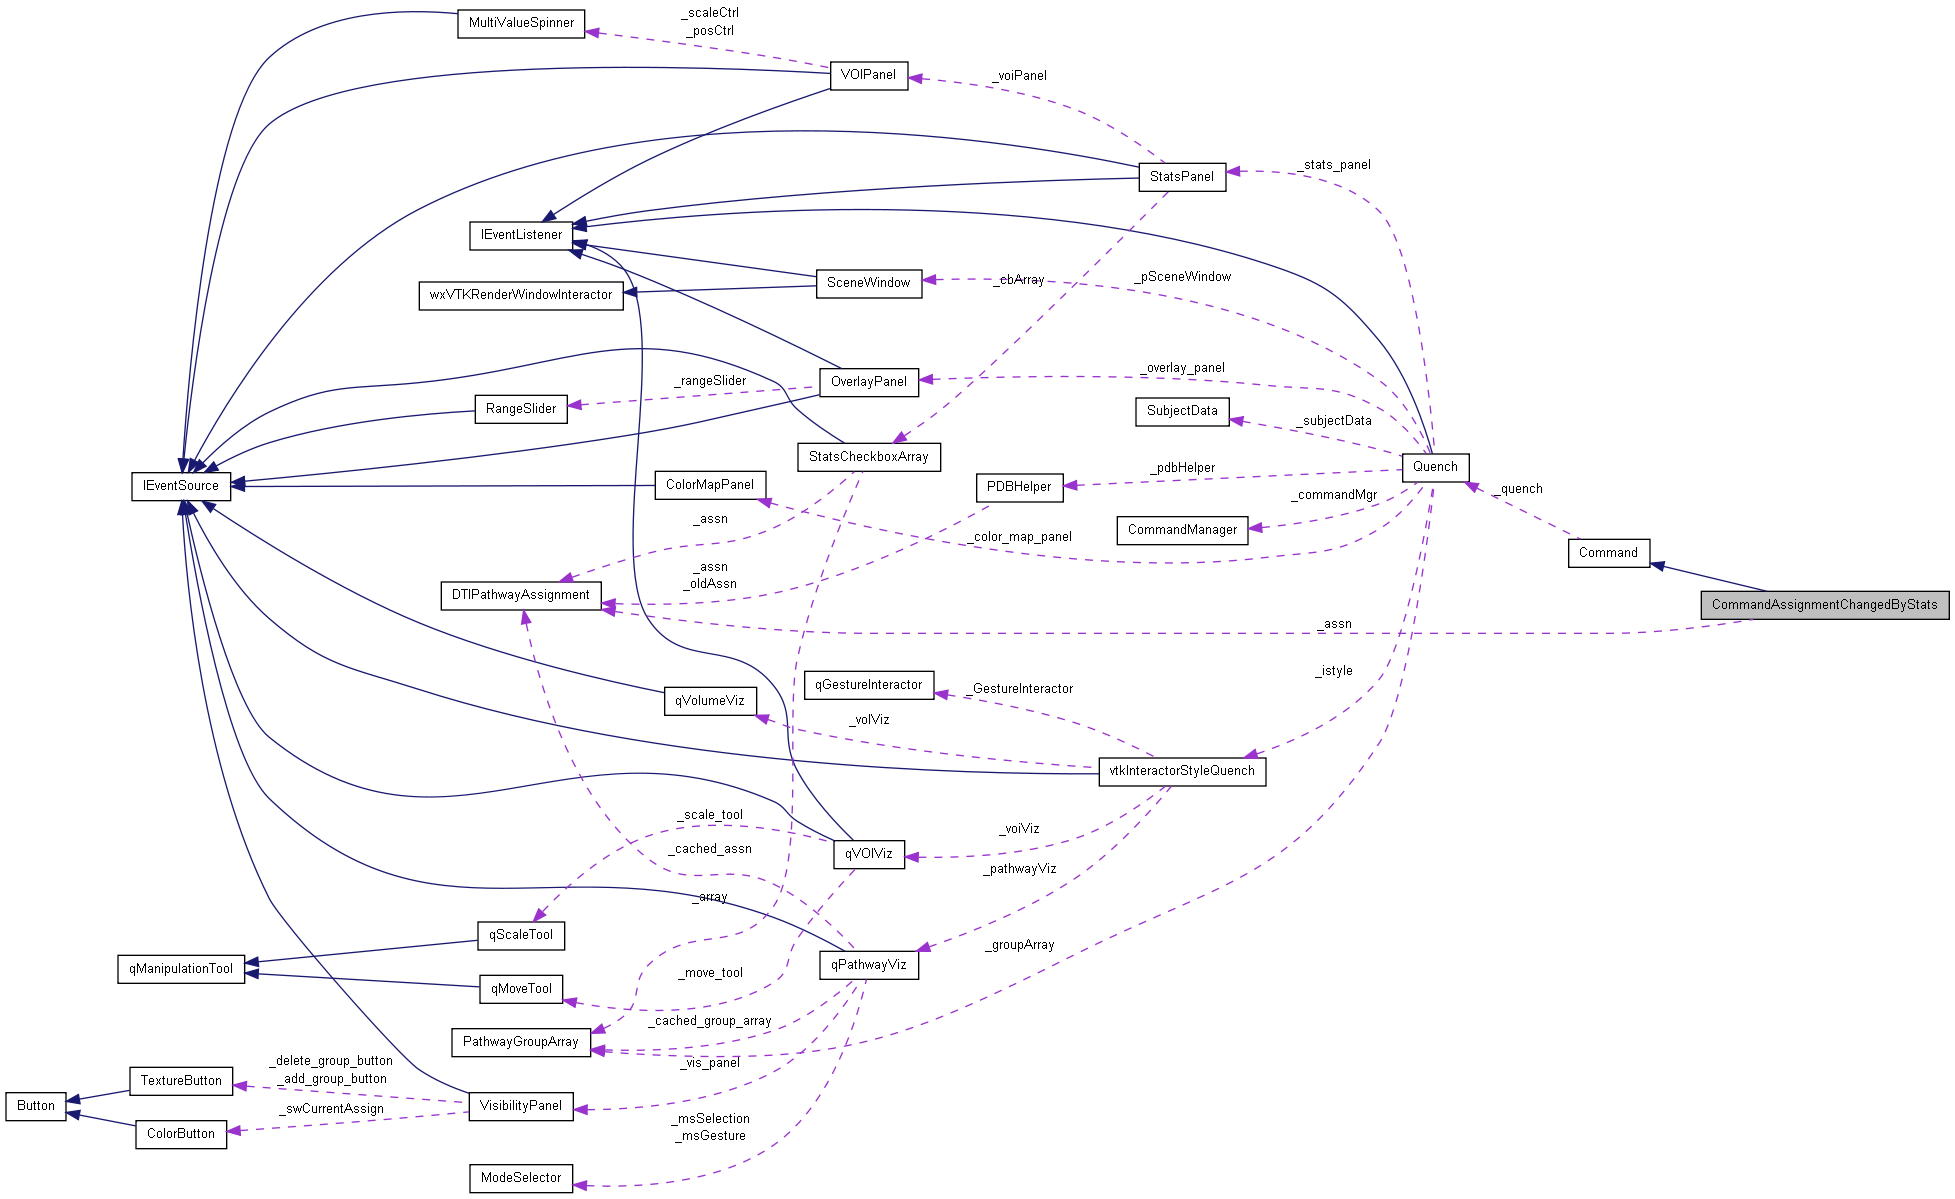 MultiValueSpinner
_scaleCtrl
_posCtrl
VOIPanel
_voiPanel
StatsPanel
_stats_panel
IEventListener
wxVTKRenderWindowInteractor
SceneWindow
_cbArray
_pSceneWindow
_rangeSlider
OverlayPanel
_overlay_panel
RangeSlider
SubjectData
_subjectData
StatsCheckboxArray
Quench
IEventSource
ColorMapPanel
PDBHelper
_pdbHelper
_commandMgr
_quench
_assn
_color_map_panel
CommandManager
Command
_assn
_oldAssn
DTIPathwayAssignment
CommandAssignmentChangedByStats
_assn
qGestureInteractor
_GestureInteractor
_istyle
qVolumeViz
_volViz
vtkInteractorStyleQuench
_scale_tool
_voiViz
_cached_assn
qVOIViz
_pathwayViz
_array
qScaleTool
_groupArray
qManipulationTool
qPathwayViz
_move_tool
qMoveTool
_cached_group_array
PathwayGroupArray
_delete_group_button
_add_group_button
_vis_panel
TextureButton
Button
_swCurrentAssign
VisibilityPanel
ColorButton
_msSelection
_msGesture
ModeSelector